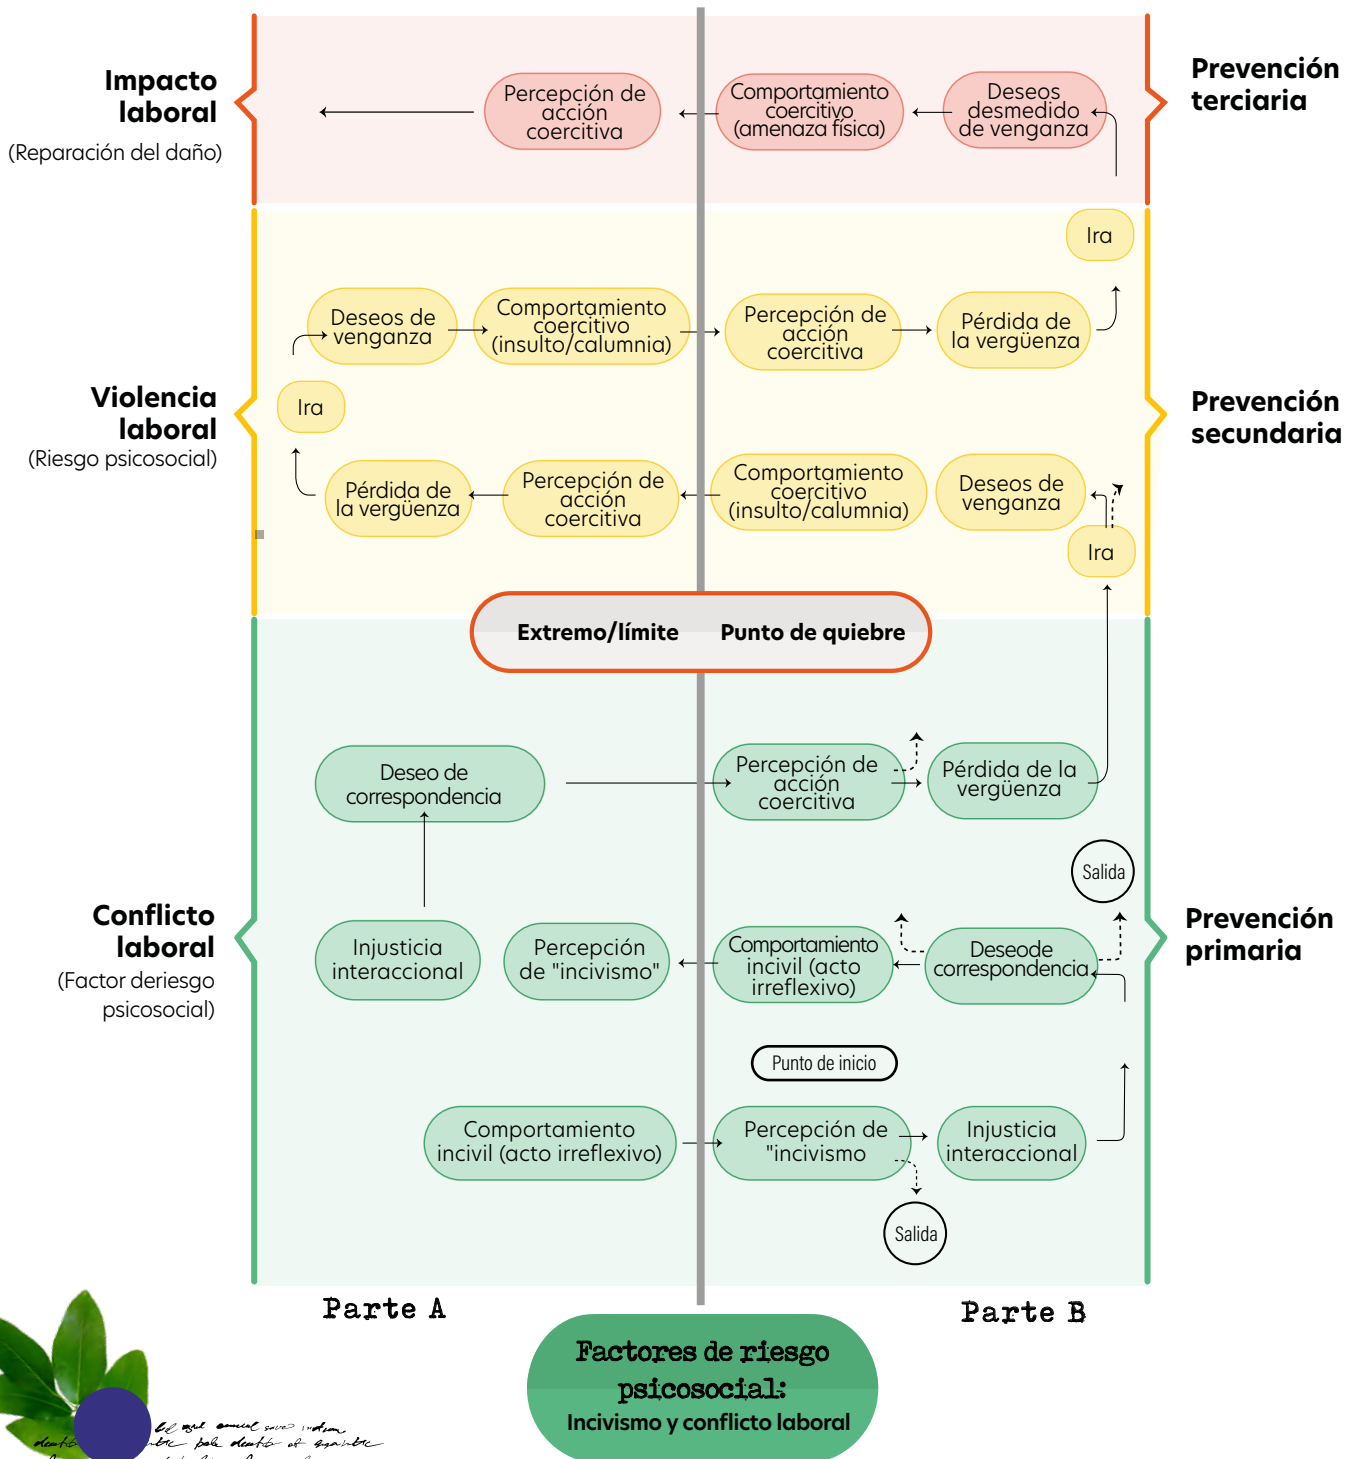 Impacto
laboral
(Reparación del daño)
Percepción de
acción
coercitiva
Comportamiento
coercitivo
(amenaza física)
Deseos
desmedido
de venganza
Prevención
terciaria
Ira
Deseos de
venganza
Comportamiento
coercitivo
(insulto/calumnia)
Percepción de
acción
coercitiva
Pérdida de
la vergüenza
Violencia
laboral
(Riesgo psicosocial)
Ira
Prevención
secundaria
Pérdida de
la vergüenza
Percepción de
acción
coercitiva
Comportamiento
coercitivo
(insulto/calumnia)
Deseos de
venganza
Ira
Extremo/límite
Punto de quiebre
Deseo de
correspondencia
Percepción de
acción
coercitiva
Pérdida de la
vergüenza
Salida
Conflicto
laboral
(Factor deriesgo
psicosocial)
Injusticia
interaccional
Percepción
de "incivismo"
Comportamiento
incivil (acto
irreflexivo)
Deseode
correspondencia
Prevención
primaria
Punto de inicio
Comportamiento
incivil (acto irreflexivo)
Percepción de
"incivismo
Injusticia
interaccional
Salida
Parte A
Parte B
Factores de riesgo
psicosocial:
Incivismo y conflicto laboral